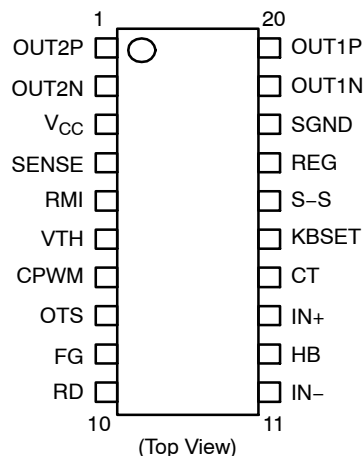 1 20
OUT2P OUT1P
OUT2N OUT1N
VCC SGND
SENSE REG
RMI S−S
VTH KBSET
CPWM CT
OTS IN+
FG HB
RD IN−
10 11
(Top View)